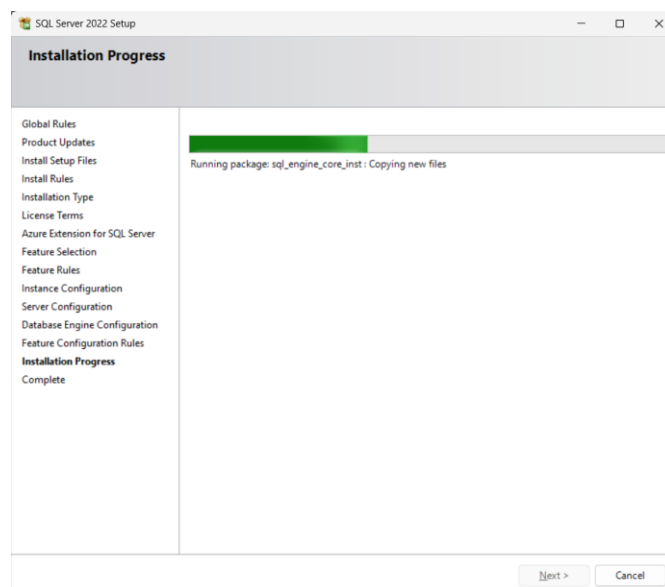 SQL Server 2022 Setup
Installation Progress
Global Rules
Product Updates
Install Setup Files
Install Rules
Installation Type
License Terms
Azure Extension for SQL Server
Feature Selection
Feature Rules
Instance Configuration
Server Configuration
Database Engine Configuration
Feature Configuration Rules
Installation Progress
Complete
Running package: sql_engine_core_inst : Copying new files
Next >
Cancel